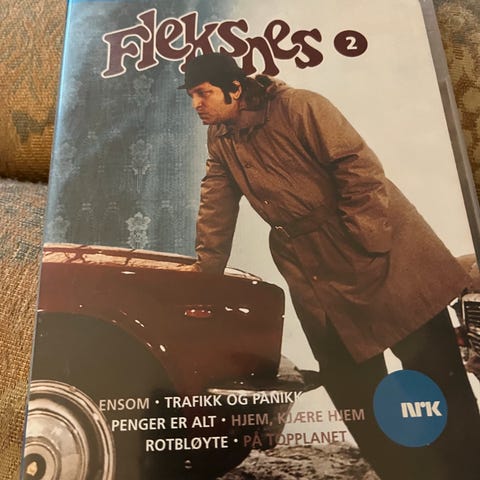 Fleksnes 2
ENSOM • TRAFIKK OG PANIKK
PENGER ER ALT • HJEM, KJÆRE HJEM
ROTBLØYTE • PÅ TOPPLANET
NRK